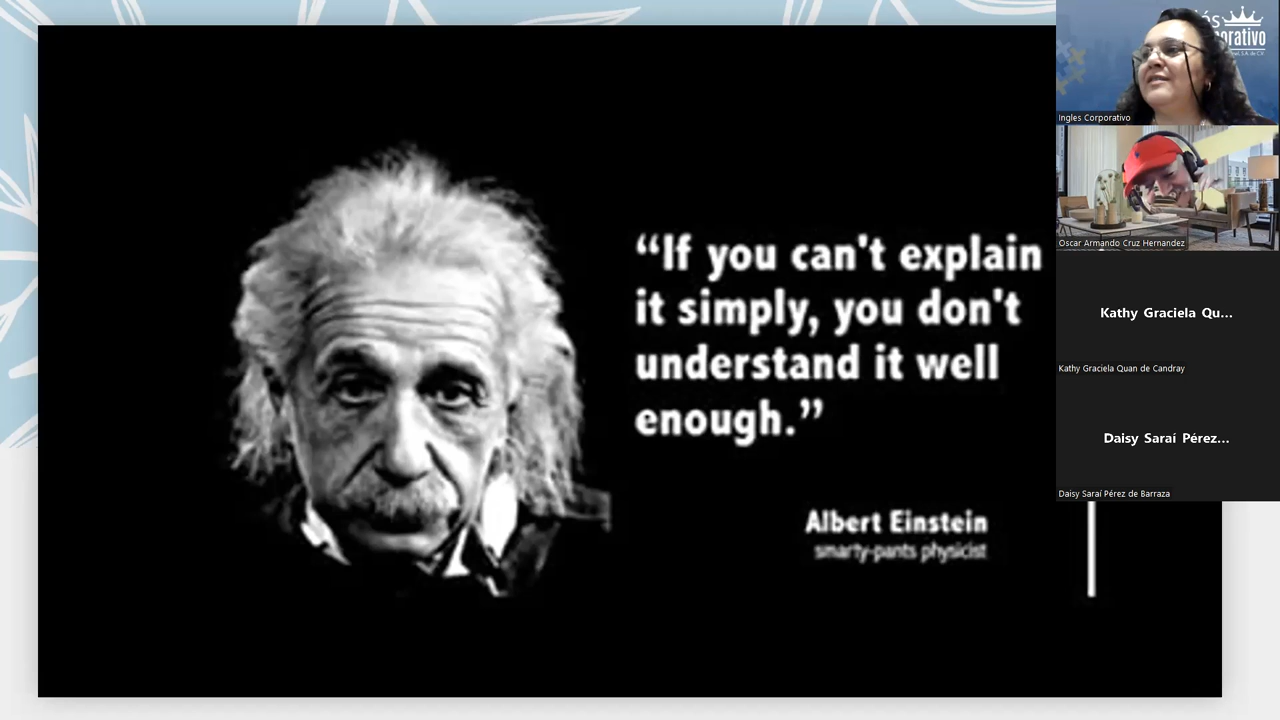 “If you can't explain
it simply, you don't
understand it well
enough.”
Albert Einstein
smarty-pants physicist
orativo
Ingles Corporativo
Oscar Armando Cruz Hernandez
Kathy Graciela Qu...
Kathy Graciela Quan de Candray
Daisy Saraí Pérez...
Daisy Saraí Pérez de Barraza